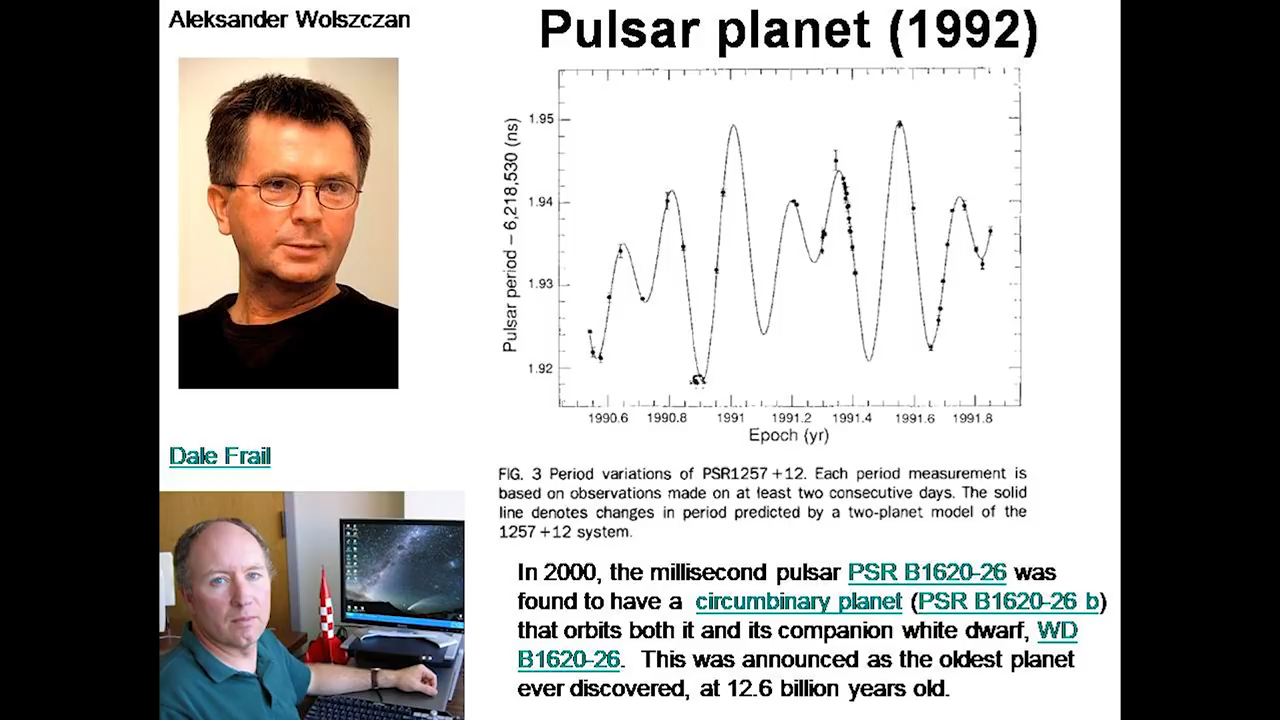 Aleksander Wolszczan
Pulsar planet (1992)
Pulsar period – 6,218,530 (ns)
1.95
1.94
1.93
1.92
1990.6 1990.8 1991 1991.2 1991.4 1991.6 1991.8
Epoch (yr)
FIG. 3 Period variations of PSR1257 +12. Each period measurement is
based on observations made on at least two consecutive days. The solid
line denotes changes in period predicted by a two-planet model of the
1257 +12 system.
Dale Frail
In 2000, the millisecond pulsar PSR B1620-26 was
found to have a circumbinary planet (PSR B1620-26 b)
that orbits both it and its companion white dwarf, WD
B1620-26. This was announced as the oldest planet
ever discovered, at 12.6 billion years old.